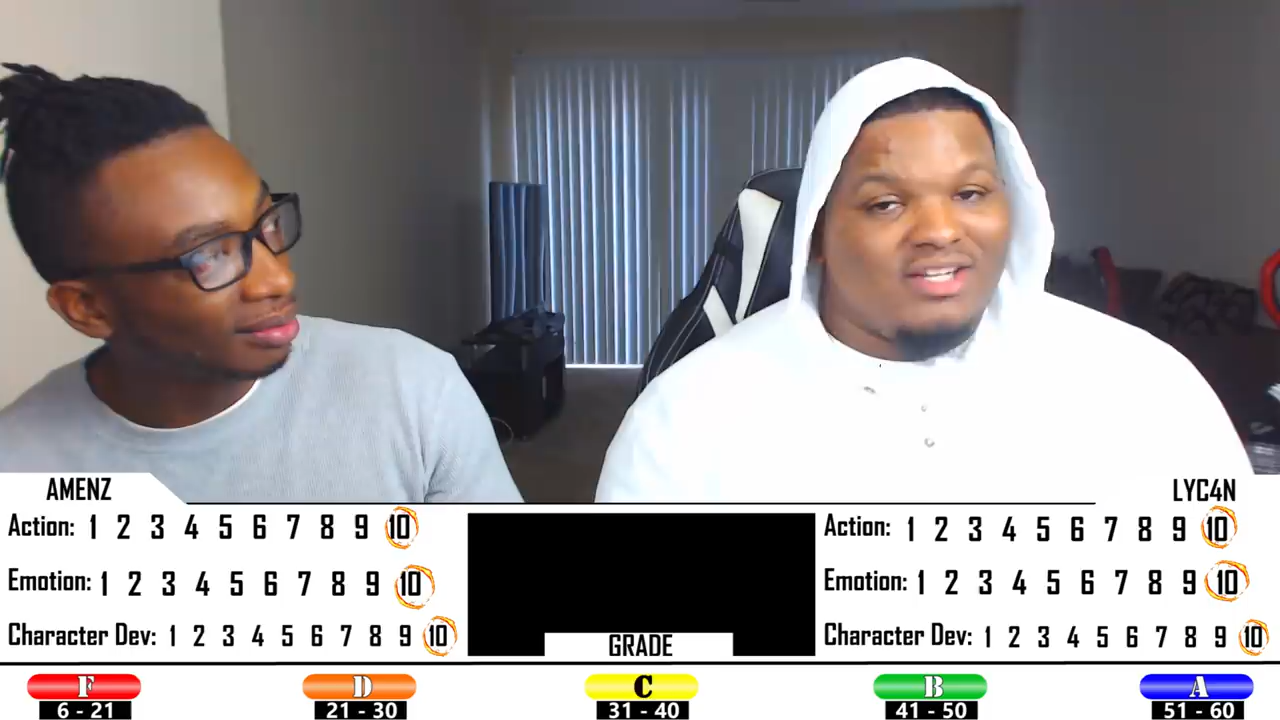 AMENZ
Action: 1 2 3 4 5 6 7 8 9 10
Emotion: 1 2 3 4 5 6 7 8 9 10
Character Dev: 1 2 3 4 5 6 7 8 9 10
GRADE
LYC4N
Action: 1 2 3 4 5 6 7 8 9 10
Emotion: 1 2 3 4 5 6 7 8 9 10
Character Dev: 1 2 3 4 5 6 7 8 9 10
F D C B A
6 - 21 21 - 30 31 - 40 41 - 50 51 - 60